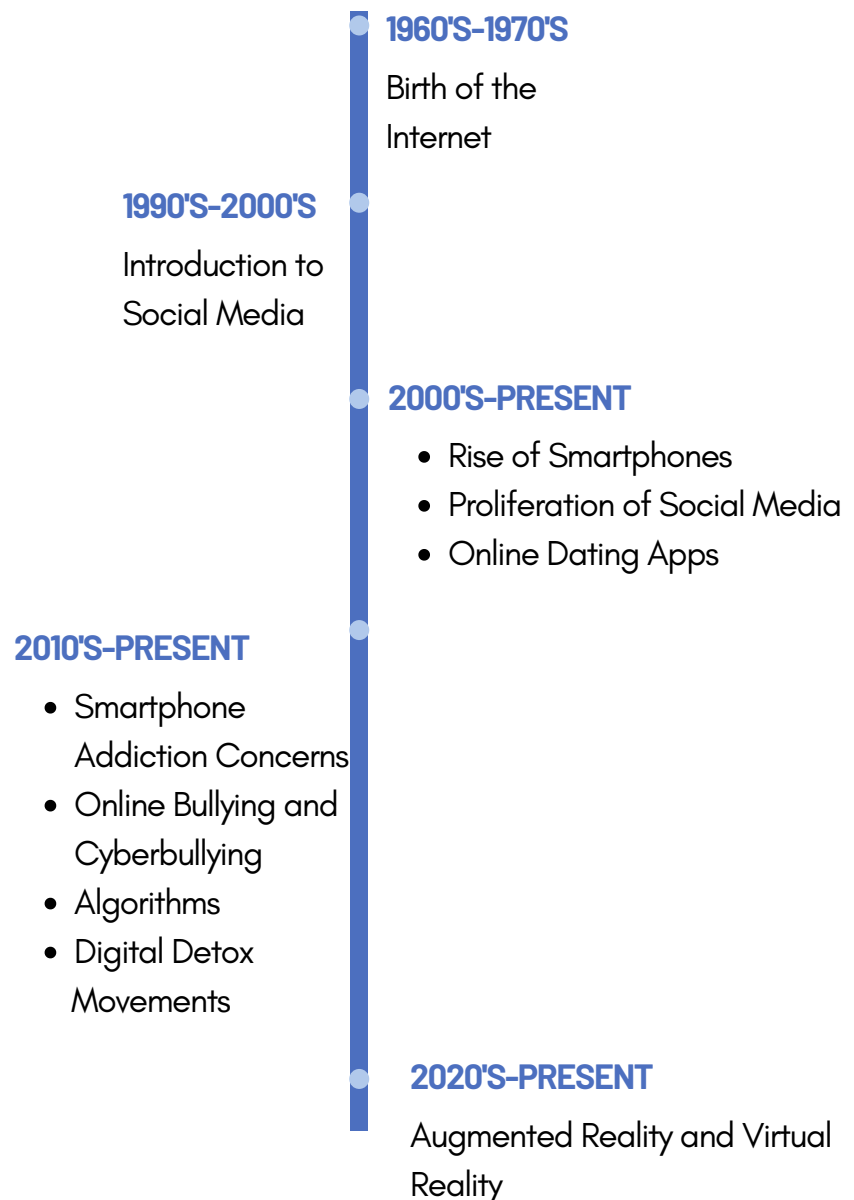 1960'S-1970'S
Birth of the
Internet
1990'S-2000'S
Introduction to
Social Media
2000'S-PRESENT
• Rise of Smartphones
• Proliferation of Social Media
• Online Dating Apps
2010'S-PRESENT
• Smartphone
Addiction Concerns
• Online Bullying and
Cyberbullying
• Algorithms
• Digital Detox
Movements
2020'S-PRESENT
Augmented Reality and Virtual
Reality